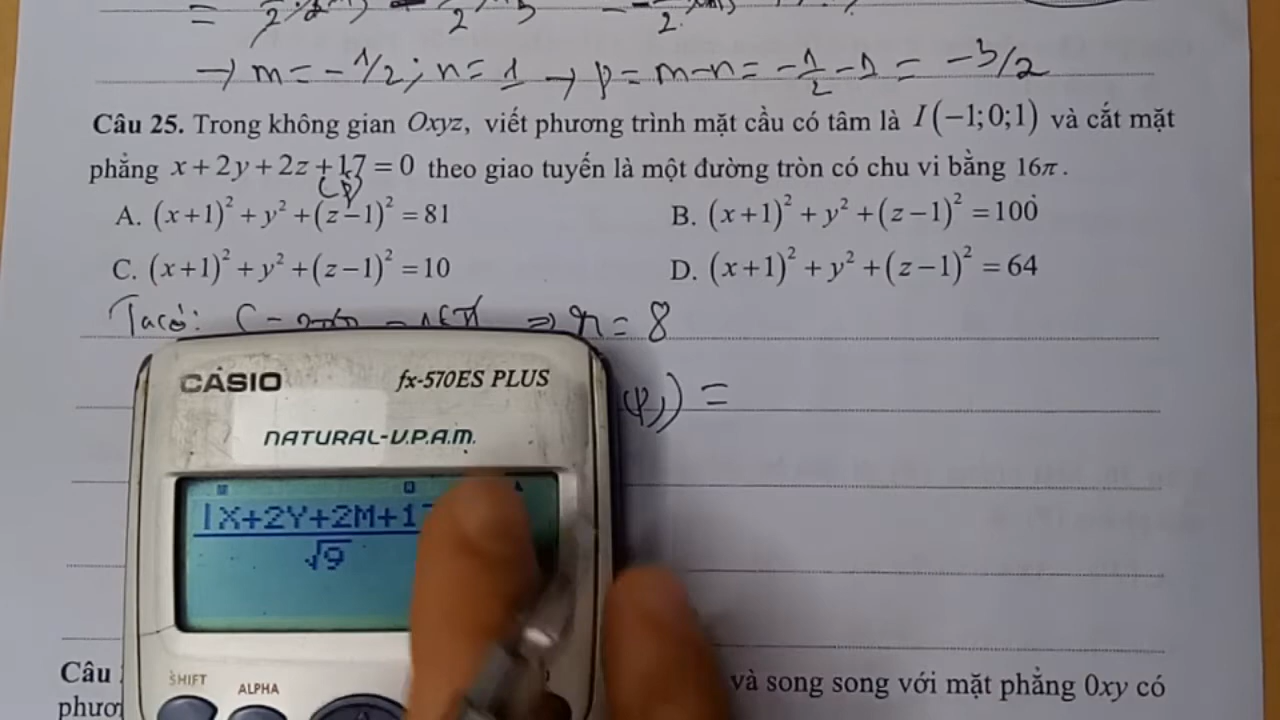 → m = -1/2 ; n = 1 → p = m-n = -1/2 - 1 = -3/2
Câu 25. Trong không gian Oxyz, viết phương trình mặt cầu có tâm là I(−1;0;1) và cắt mặt
phẳng x+2y+2z+17=0 theo giao tuyến là một đường tròn có chu vi bằng 16π.
(P)
A. (x+1)² + y² + (z−1)² = 81
B. (x+1)² + y² + (z−1)² = 100
C. (x+1)² + y² + (z−1)² = 10
D. (x+1)² + y² + (z−1)² = 64
Ta có: C = 2πr = 16π ⇒ r = 8
(P)) =
CASIO fx-570ES PLUS
NATURAL-V.P.A.M.
|X+2Y+2M+17
√9
SHIFT ALPHA
Câu
và song song với mặt phẳng 0xy có